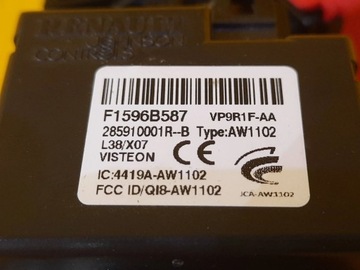 RENAULT
F1596B587 VP9R1F-AA
285910001R--B Type:AW1102
L38/X07
VISTEON CE
IC:4419A-AW1102
FCC ID/QI8-AW1102
ICA-AW1102